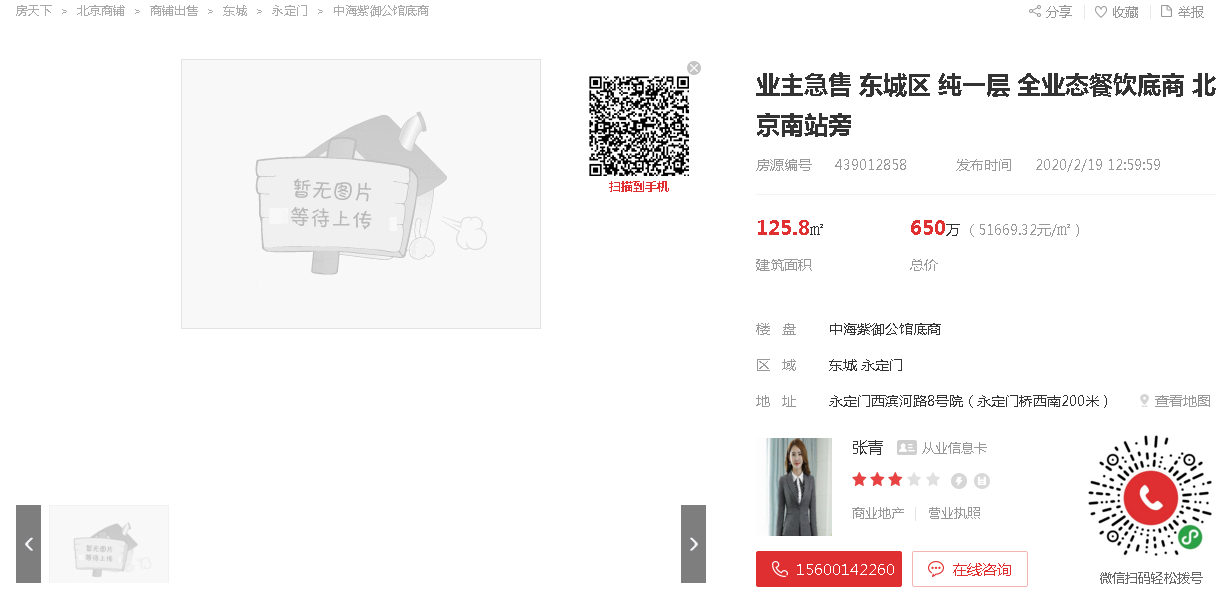 房天下 > 北京商铺 > 商铺出售 > 东城 > 永定门 > 中海紫御公馆底商
分享 收藏 举报
暂无图片
等待上传
扫描到手机
业主急售 东城区 纯一层 全业态餐饮底商 北
京南站旁
房源编号 439012858 发布时间 2020/2/19 12:59:59
125.8㎡ 650万 ( 51669.32元/㎡ )
建筑面积 总价
楼 盘 中海紫御公馆底商
区 域 东城 永定门
地 址 永定门西滨河路8号院 ( 永定门桥西南200米 ) 查看地图
张青 从业信息卡
商业地产 营业执照
15600142260 在线咨询
微信扫码轻松拨号
暂无图片
等待上传